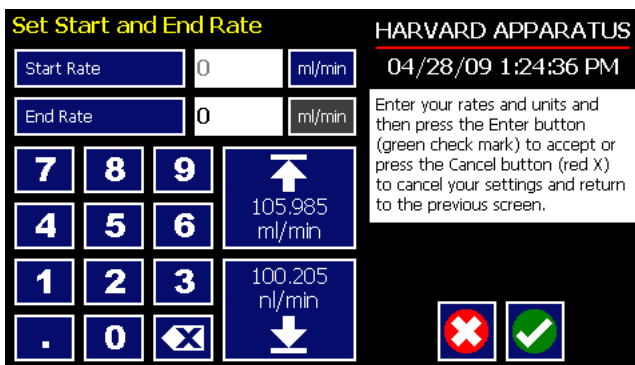 Set Start and End Rate
HARVARD APPARATUS
04/28/09 1:24:36 PM
Start Rate 0 ml/min
End Rate 0 ml/min
Enter your rates and units and
then press the Enter button
(green check mark) to accept or
press the Cancel button (red X)
to cancel your settings and return
to the previous screen.
7 8 9
4 5 6
1 2 3
. 0
105.985
ml/min
100.205
nl/min